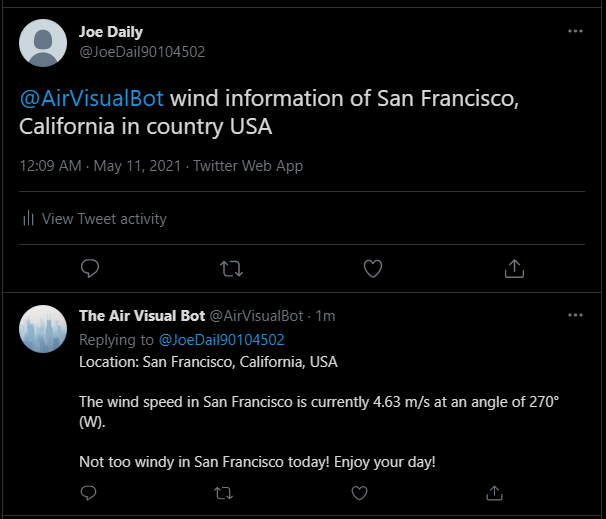 Joe Daily
@JoeDail90104502
@AirVisualBot wind information of San Francisco,
California in country USA
12:09 AM · May 11, 2021 · Twitter Web App
View Tweet activity
The Air Visual Bot @AirVisualBot · 1m
Replying to @JoeDail90104502
Location: San Francisco, California, USA
The wind speed in San Francisco is currently 4.63 m/s at an angle of 270°
(W).
Not too windy in San Francisco today! Enjoy your day!